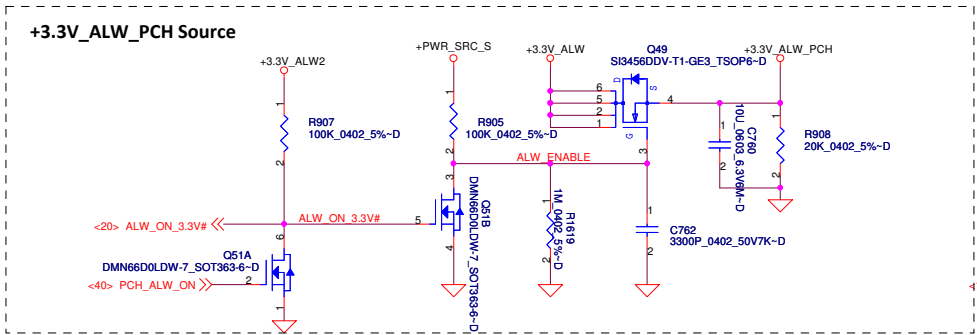 +3.3V_ALW_PCH Source
+3.3V_ALW2
+PWR_SRC_S
+3.3V_ALW
Q49
SI3456DDV-T1-GE3_TSOP6~D
+3.3V_ALW_PCH
1
R907
100K_0402_5%~D
2
1
R905
100K_0402_5%~D
2
6
5
2
1
D
S
G
4
3
1
C760
10U_0603_6.3V6M~D
2
1
R908
20K_0402_5%~D
2
ALW_ENABLE
<20> ALW_ON_3.3V#
ALW_ON_3.3V#
5
3
4
Q51B
DMN66D0LDW-7_SOT363-6~D
1
R1619
1M_0402_5%~D
2
1
C762
3300P_0402_50V7K~D
2
6
Q51A
DMN66D0LDW-7_SOT363-6~D
<40> PCH_ALW_ON
2
1